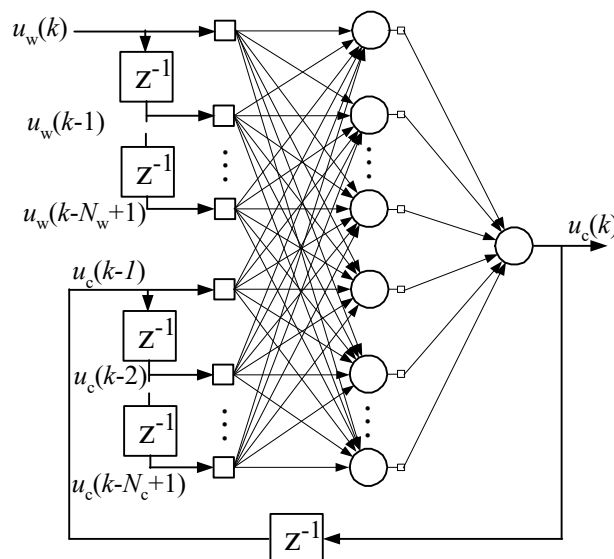 u_w(k)
z⁻¹
u_w(k-1)
z⁻¹
u_w(k-N_w+1)
u_c(k)
u_c(k-1)
z⁻¹
u_c(k-2)
z⁻¹
u_c(k-N_c+1)
z⁻¹